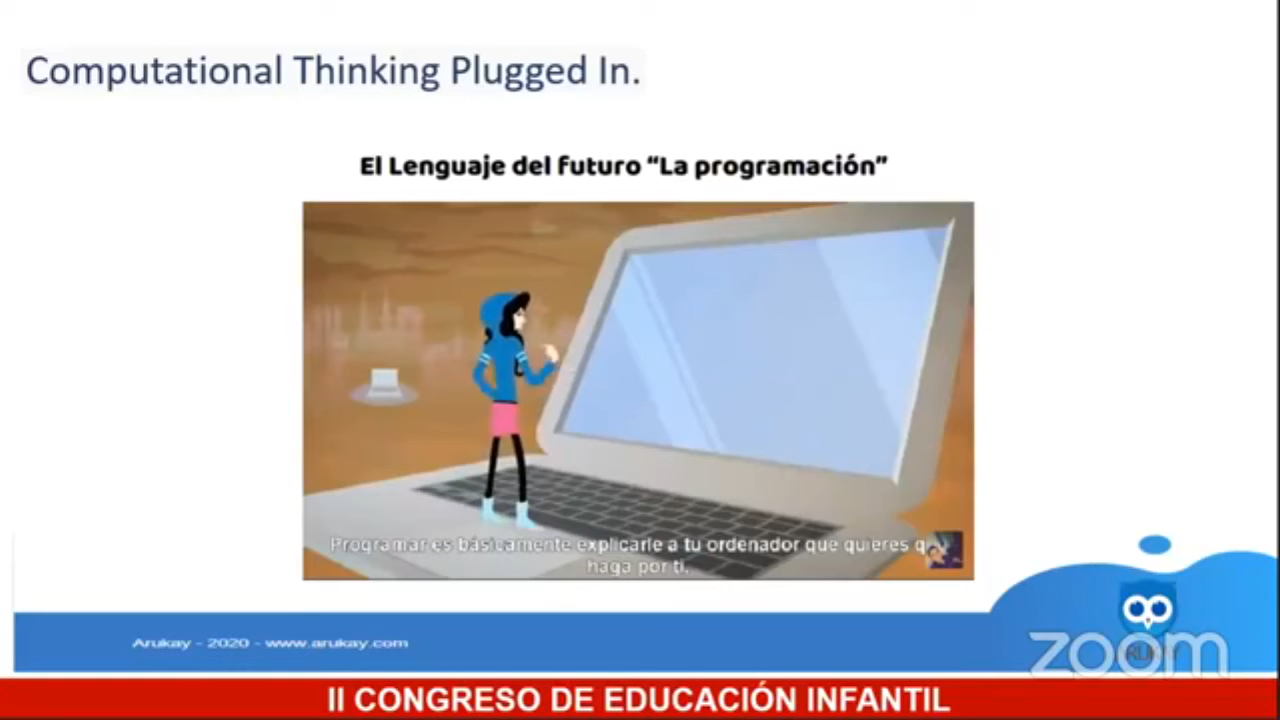 Computational Thinking Plugged In.
El Lenguaje del futuro “La programación”
Programar es básicamente explicarle a tu ordenador que quieres q
haga por ti.
Arukay - 2020 - www.arukay.com
zoom
II CONGRESO DE EDUCACIÓN INFANTIL